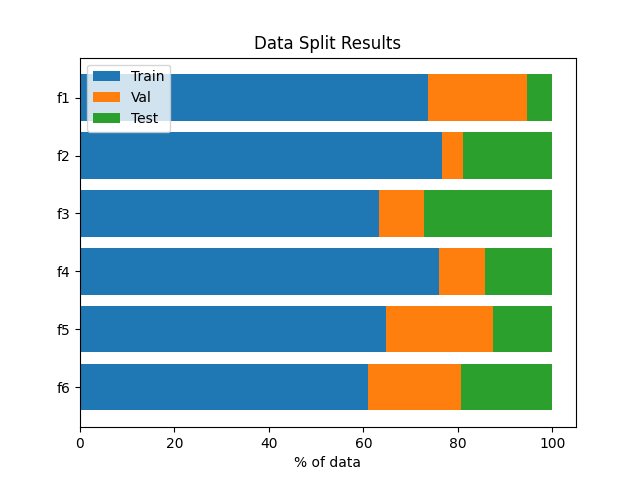 Data Split Results
Train
Val
Test
f1
f2
f3
f4
f5
f6
0 20 40 60 80 100
% of data